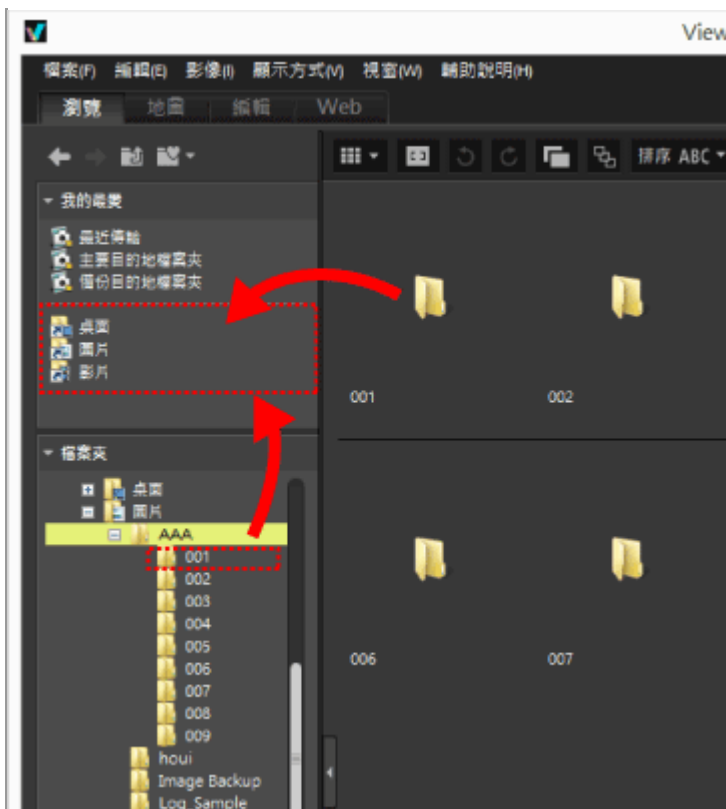 View
檔案(F) 編輯(E) 影像(I) 顯示方式(V) 視窗(W) 輔助說明(H)
瀏覽 地圖 編輯 Web
排序 ABC
我的最愛
最近傳輸
主要目的地檔案夾
備份目的地檔案夾
桌面
圖片
影片
001 002
檔案夾
桌面
圖片
AAA
001
002
003
004
005
006
007
008
009
houi
Image Backup
Log_Sample
006 007